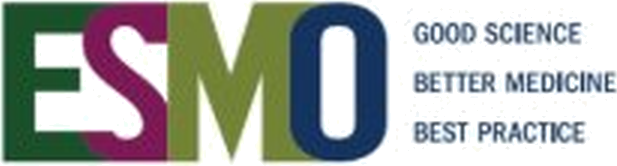 ESMO
GOOD SCIENCE
BETTER MEDICINE
BEST PRACTICE